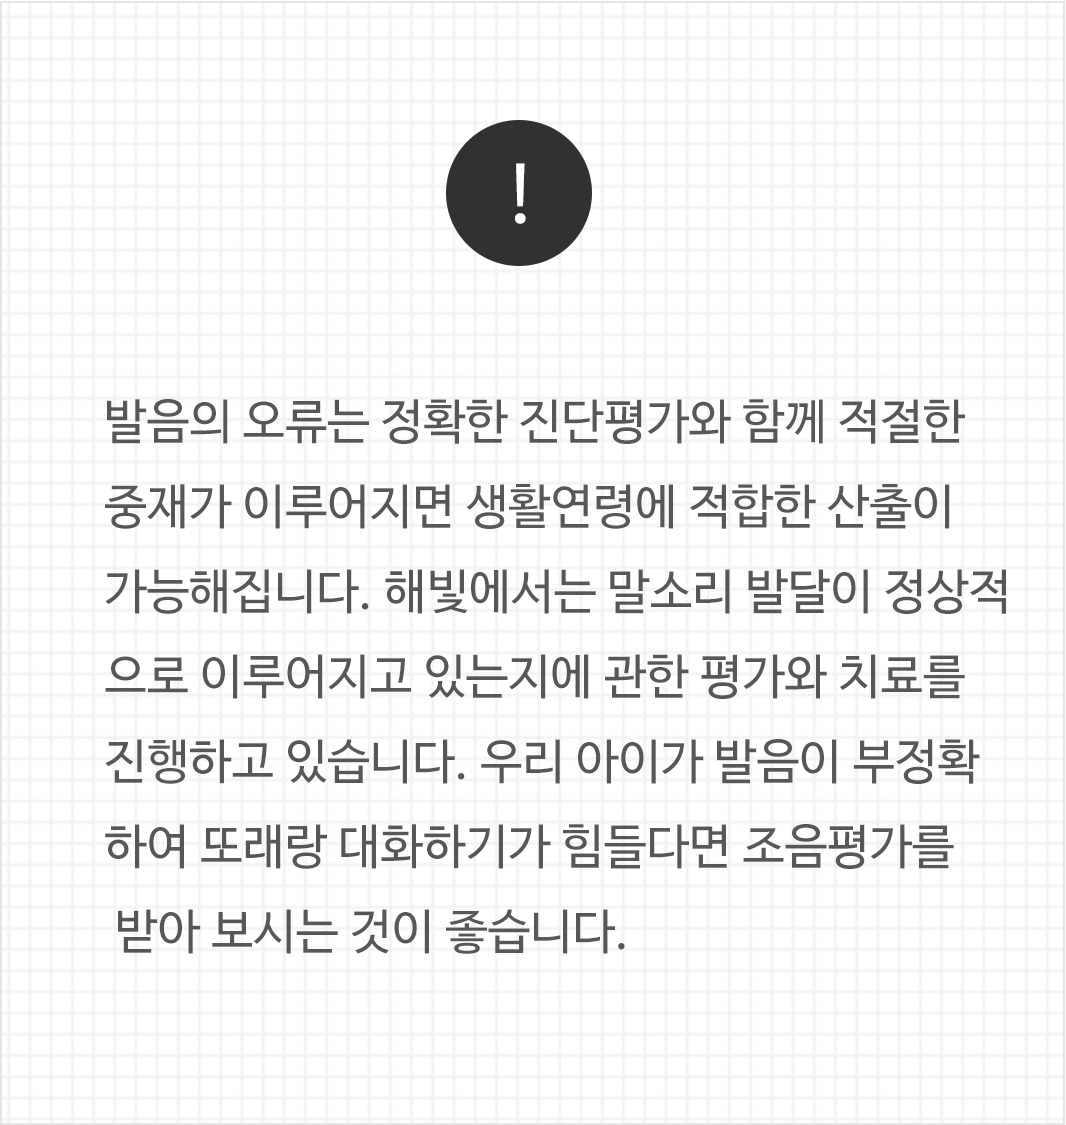 !
발음의 오류는 정확한 진단평가와 함께 적절한
중재가 이루어지면 생활연령에 적합한 산출이
가능해집니다. 해빛에서는 말소리 발달이 정상적
으로 이루어지고 있는지에 관한 평가와 치료를
진행하고 있습니다. 우리 아이가 발음이 부정확
하여 또래랑 대화하기가 힘들다면 조음평가를
받아 보시는 것이 좋습니다.